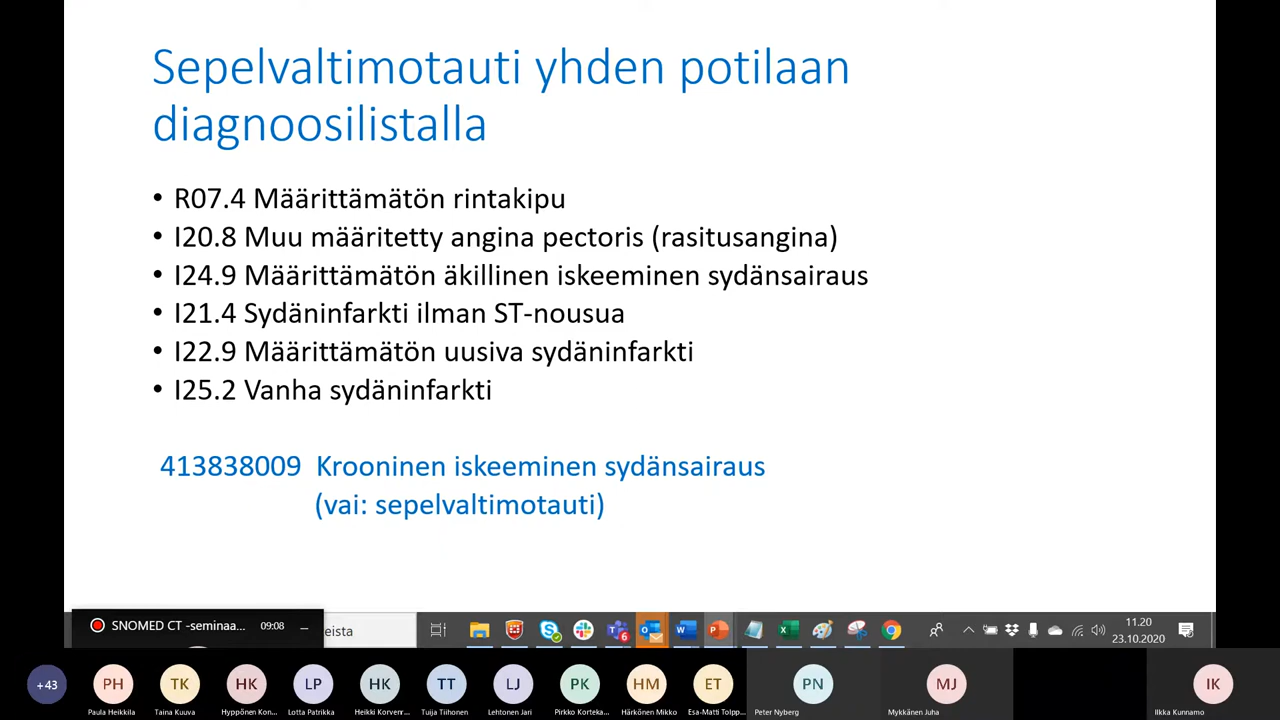 Sepelvaltimotauti yhden potilaan
diagnoosilistalla
• R07.4 Määrittämätön rintakipu
• I20.8 Muu määritetty angina pectoris (rasitusangina)
• I24.9 Määrittämätön äkillinen iskeeminen sydänsairaus
• I21.4 Sydäninfarkti ilman ST-nousua
• I22.9 Määrittämätön uusiva sydäninfarkti
• I25.2 Vanha sydäninfarkti
413838009 Krooninen iskeeminen sydänsairaus
(vai: sepelvaltimotauti)
SNOMED CT -seminaa... 09:08
eista
6
11.20
23.10.2020
+43 PH TK HK LP HK TT LJ PK HM ET PN MJ IK
Paula Heikkila Taina Kuuva Hyppönen Kon... Lotta Patrikka Heikki Korvenr... Tuija Tiihonen Lehtonen Jari Pirkko Korteka... Härkönen Mikko Esa-Matti Tolpp... Peter Nyberg Mykkänen Juha Ilkka Kunnamo